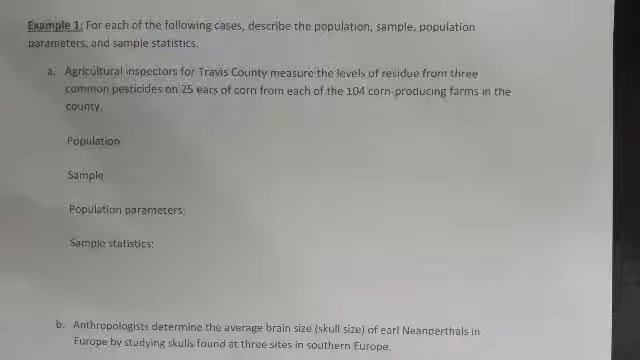 Example 1: For each of the following cases, describe the population, sample, population
parameters, and sample statistics.
a. Agricultural inspectors for Travis County measure the levels of residue from three
common pesticides on 25 ears of corn from each of the 104 corn-producing farms in the
county.
Population
Sample
Population parameters:
Sample statistics:
b. Anthropologists determine the average brain size (skull size) of earl Neanderthals in
Europe by studying skulls found at three sites in southern Europe.